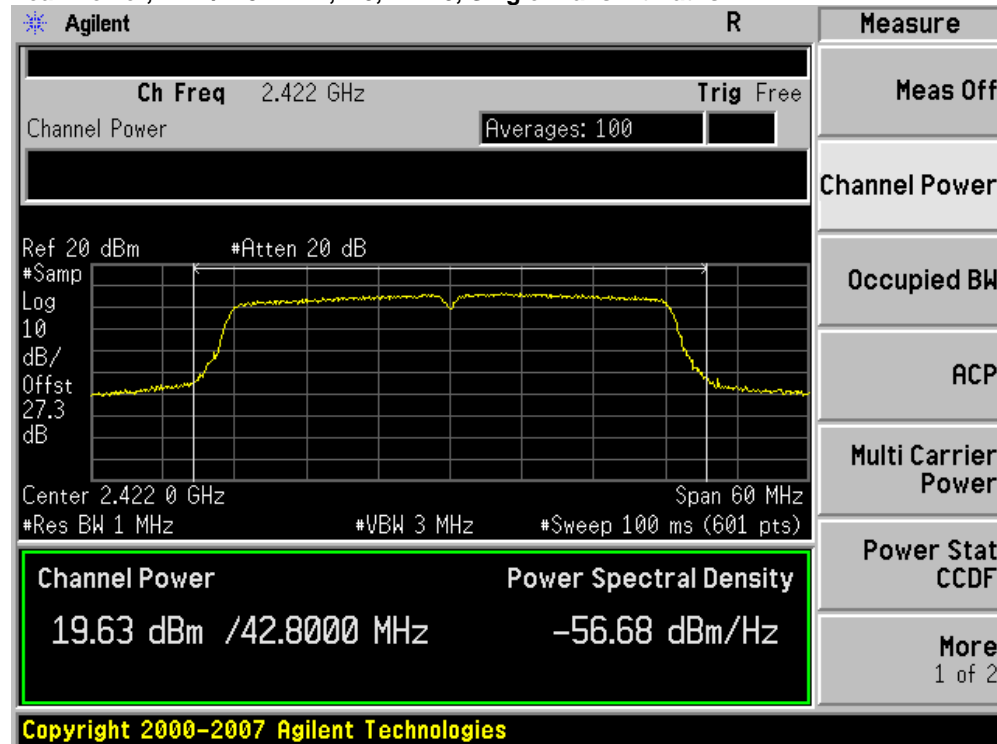 Agilent R Measure
Ch Freq 2.422 GHz Trig Free
Meas Off
Channel Power Averages: 100
Channel Power
Ref 20 dBm #Atten 20 dB
#Samp
Log
10
dB/
Offst
27.3
dB
Occupied BW
ACP
Multi Carrier
Power
Center 2.422 0 GHz Span 60 MHz
#Res BW 1 MHz #VBW 3 MHz #Sweep 100 ms (601 pts)
Power Stat
CCDF
Channel Power Power Spectral Density
19.63 dBm /42.8000 MHz -56.68 dBm/Hz
More
1 of 2
Copyright 2000-2007 Agilent Technologies